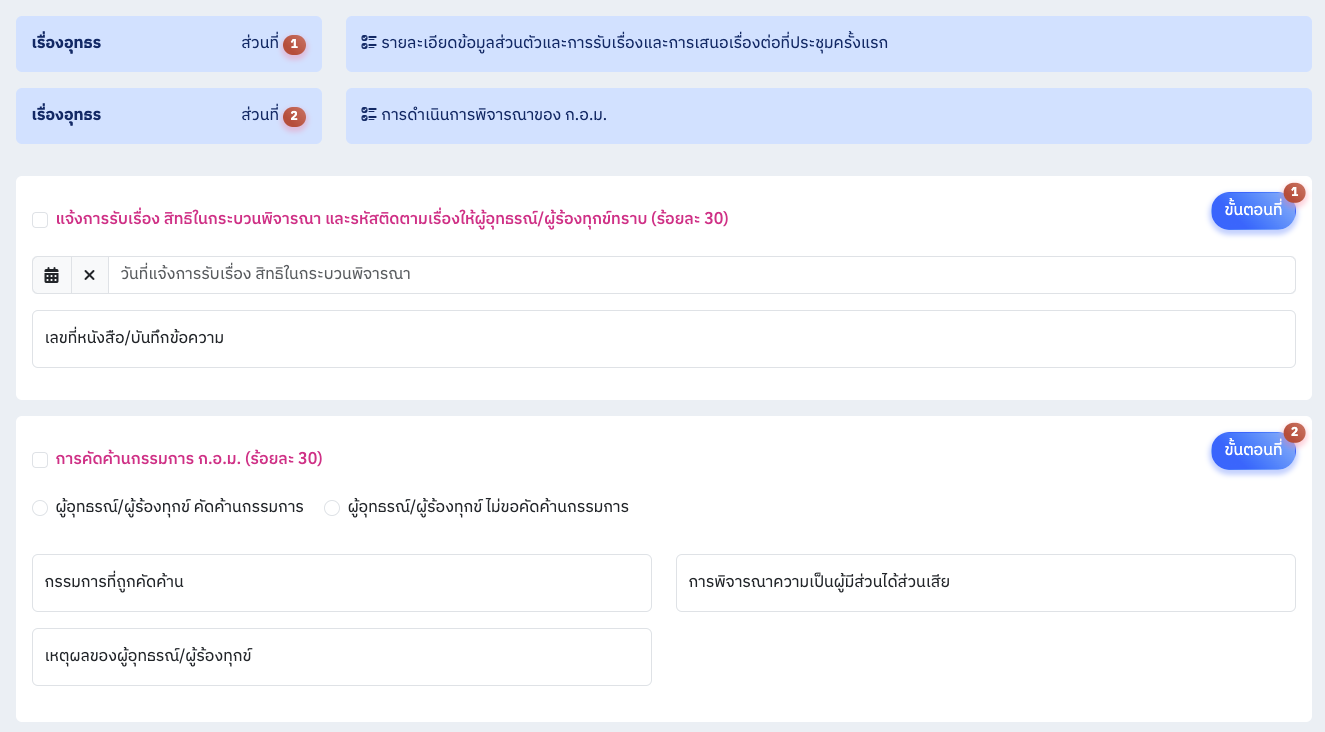 เรื่องอุทธร ส่วนที่ 1 รายละเอียดข้อมูลส่วนตัวและการรับเรื่องและการเสนอเรื่องต่อที่ประชุมครั้งแรก
เรื่องอุทธร ส่วนที่ 2 การดำเนินการพิจารณาของ ก.อ.ม.
แจ้งการรับเรื่อง สิทธิในกระบวนพิจารณา และรหัสติดตามเรื่องให้ผู้อุทธรณ์/ผู้ร้องทุกข์ทราบ (ร้อยละ 30) ขั้นตอนที่ 1
วันที่แจ้งการรับเรื่อง สิทธิในกระบวนพิจารณา
เลขที่หนังสือ/บันทึกข้อความ
การคัดค้านกรรมการ ก.อ.ม. (ร้อยละ 30) ขั้นตอนที่ 2
ผู้อุทธรณ์/ผู้ร้องทุกข์ คัดค้านกรรมการ ผู้อุทธรณ์/ผู้ร้องทุกข์ ไม่ขอคัดค้านกรรมการ
กรรมการที่ถูกคัดค้าน การพิจารณาความเป็นผู้มีส่วนได้ส่วนเสีย
เหตุผลของผู้อุทธรณ์/ผู้ร้องทุกข์